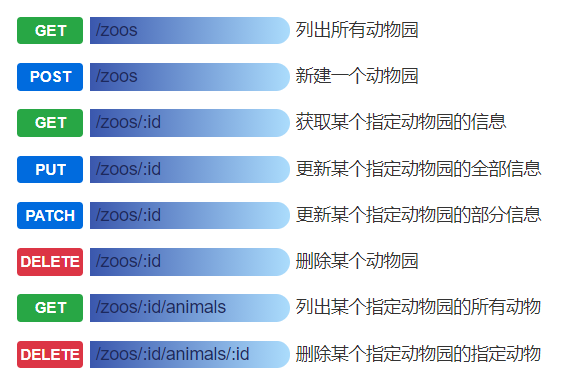 GET /zoos 列出所有动物园
POST /zoos 新建一个动物园
GET /zoos/:id 获取某个指定动物园的信息
PUT /zoos/:id 更新某个指定动物园的全部信息
PATCH /zoos/:id 更新某个指定动物园的部分信息
DELETE /zoos/:id 删除某个动物园
GET /zoos/:id/animals 列出某个指定动物园的所有动物
DELETE /zoos/:id/animals/:id 删除某个指定动物园的指定动物